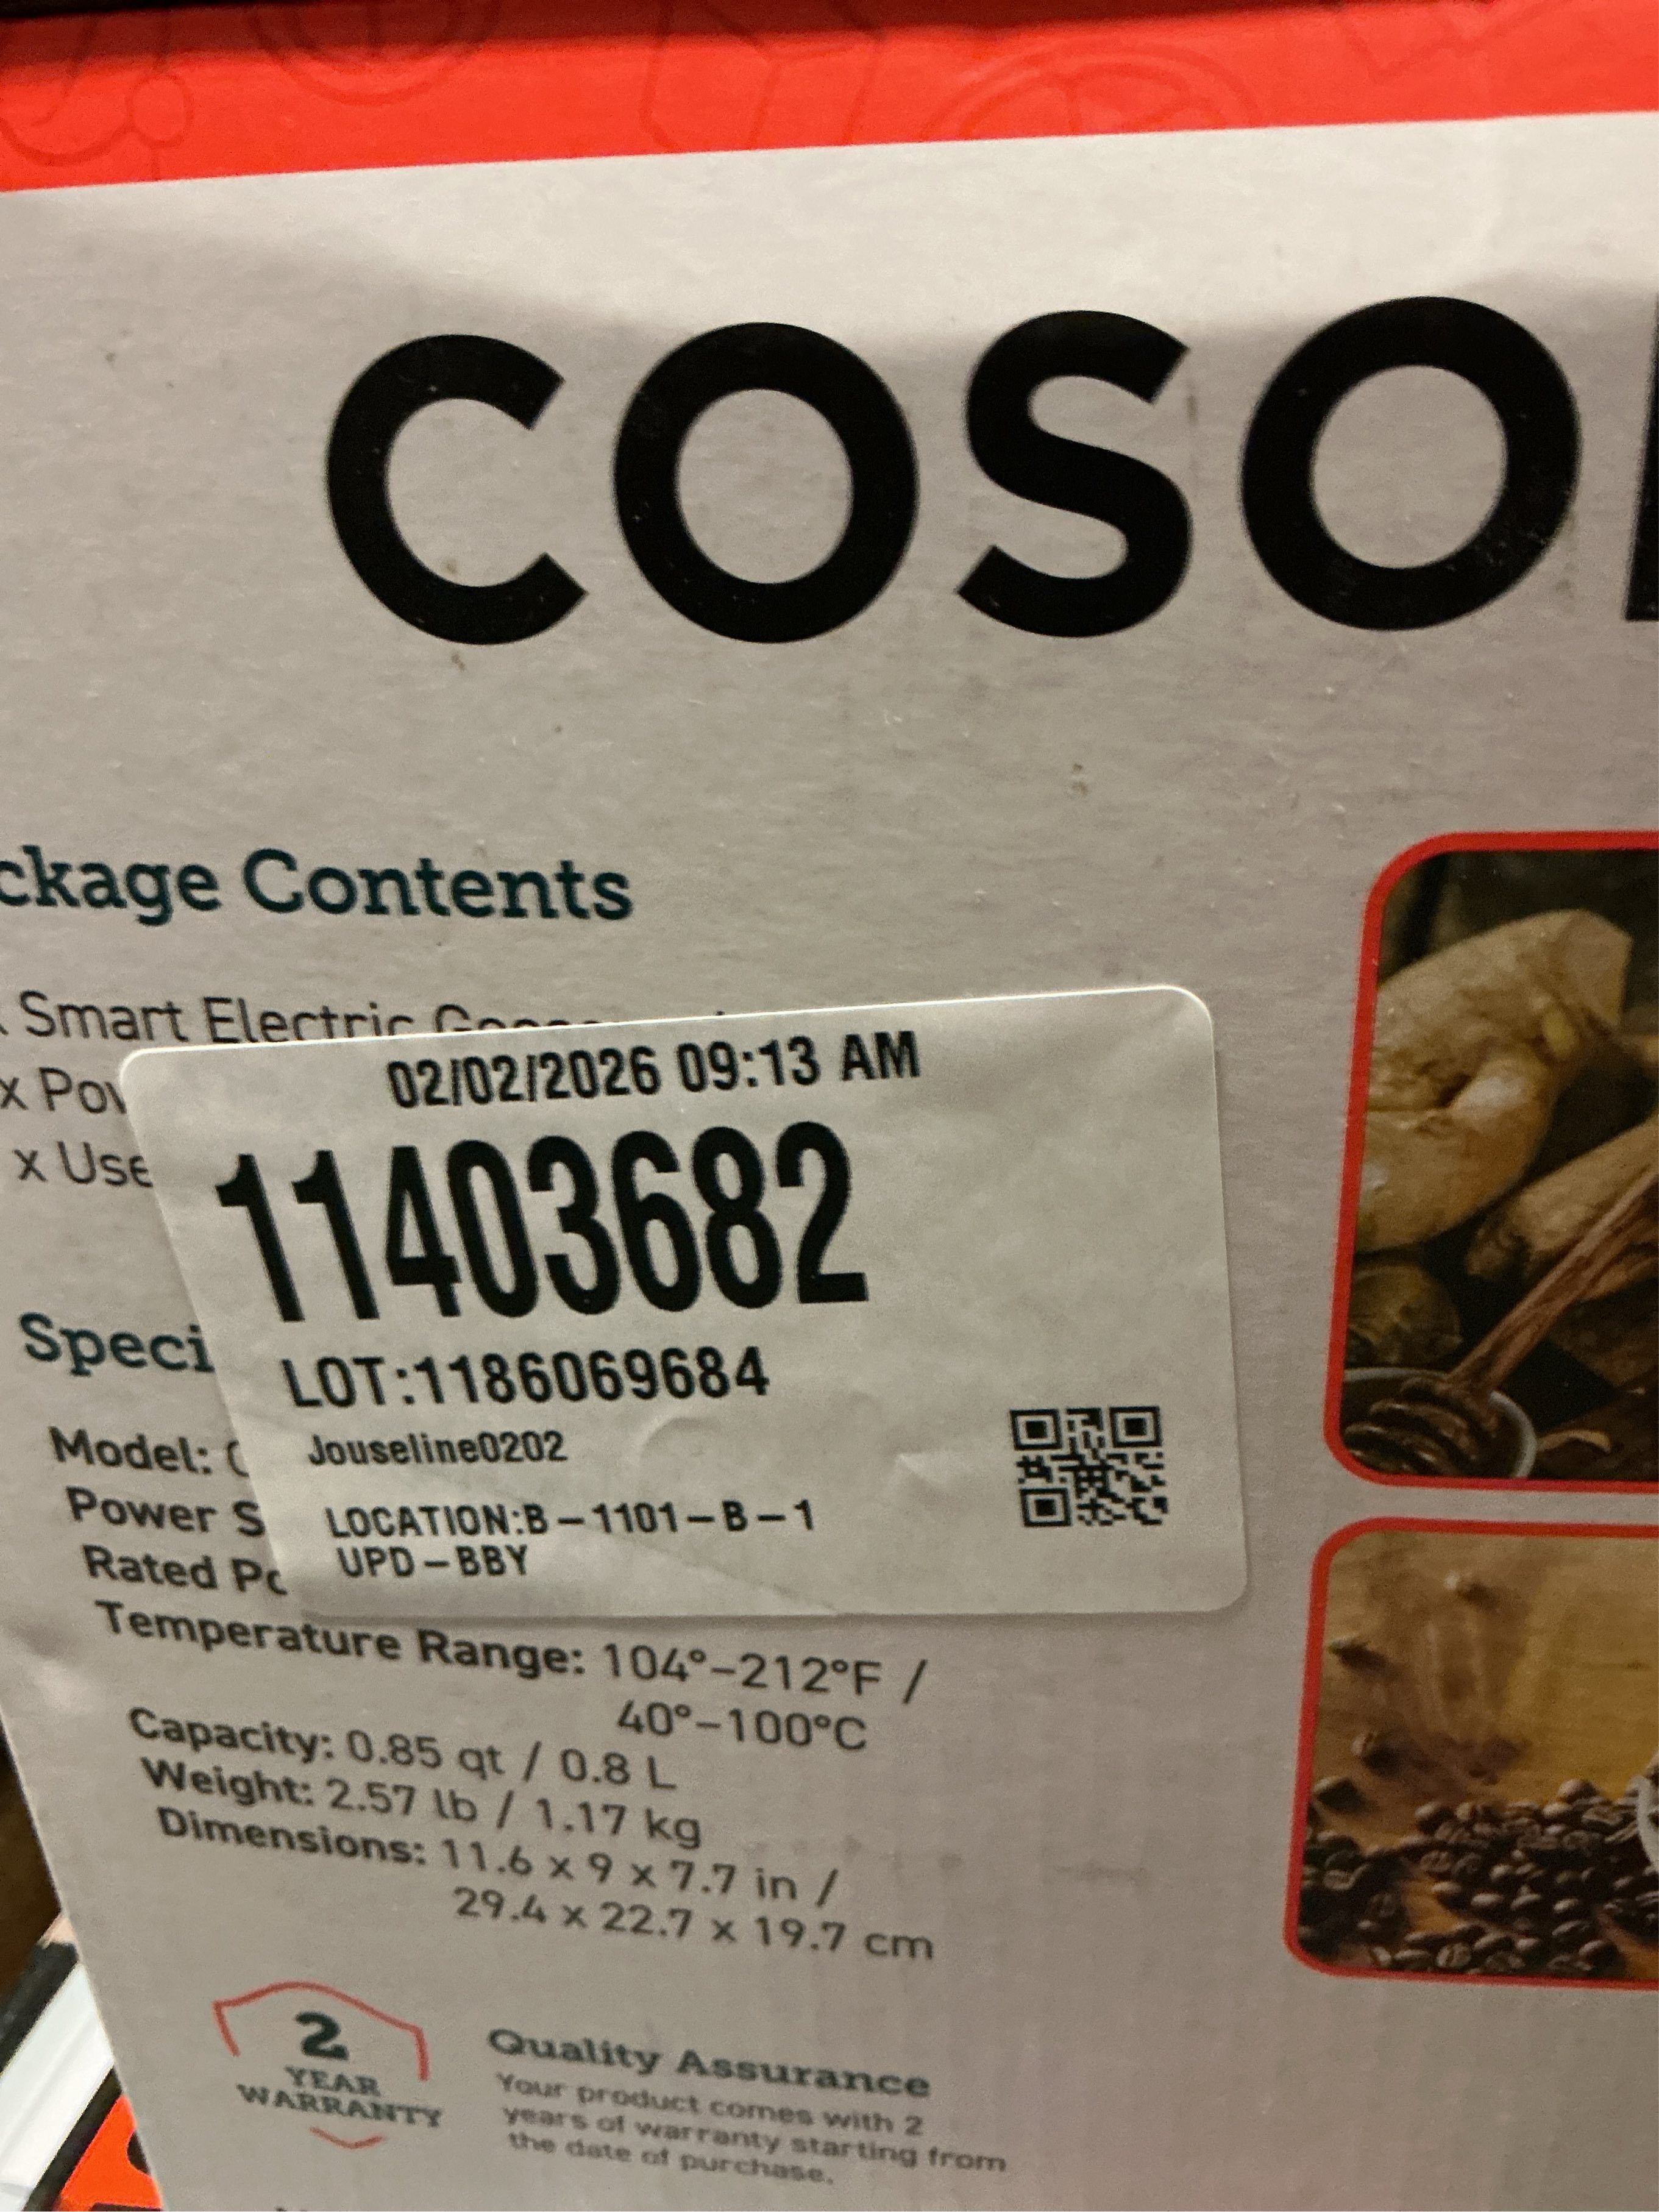 COSO
ckage Contents
Smart Electric
x
x Use
02/02/2026 09:13 AM
11403682
LOT:1186069684
Jouseline0202
LOCATION:B-1101-B-1
UPD-BBY
Speci
Model:
Power S
Rated
Temperature Range: 104°-212°F /
40°-100°C
Capacity: 0.85 qt / 0.8 L
Weight: 2.57 lb / 1.17 kg
Dimensions: 11.6 x 9 x 7.7 in /
29.4 x 22.7 x 19.7 cm
2
YEAR
WARRANTY
Quality Assurance
Your product comes with 2
years of warranty starting from
the date of purchase.